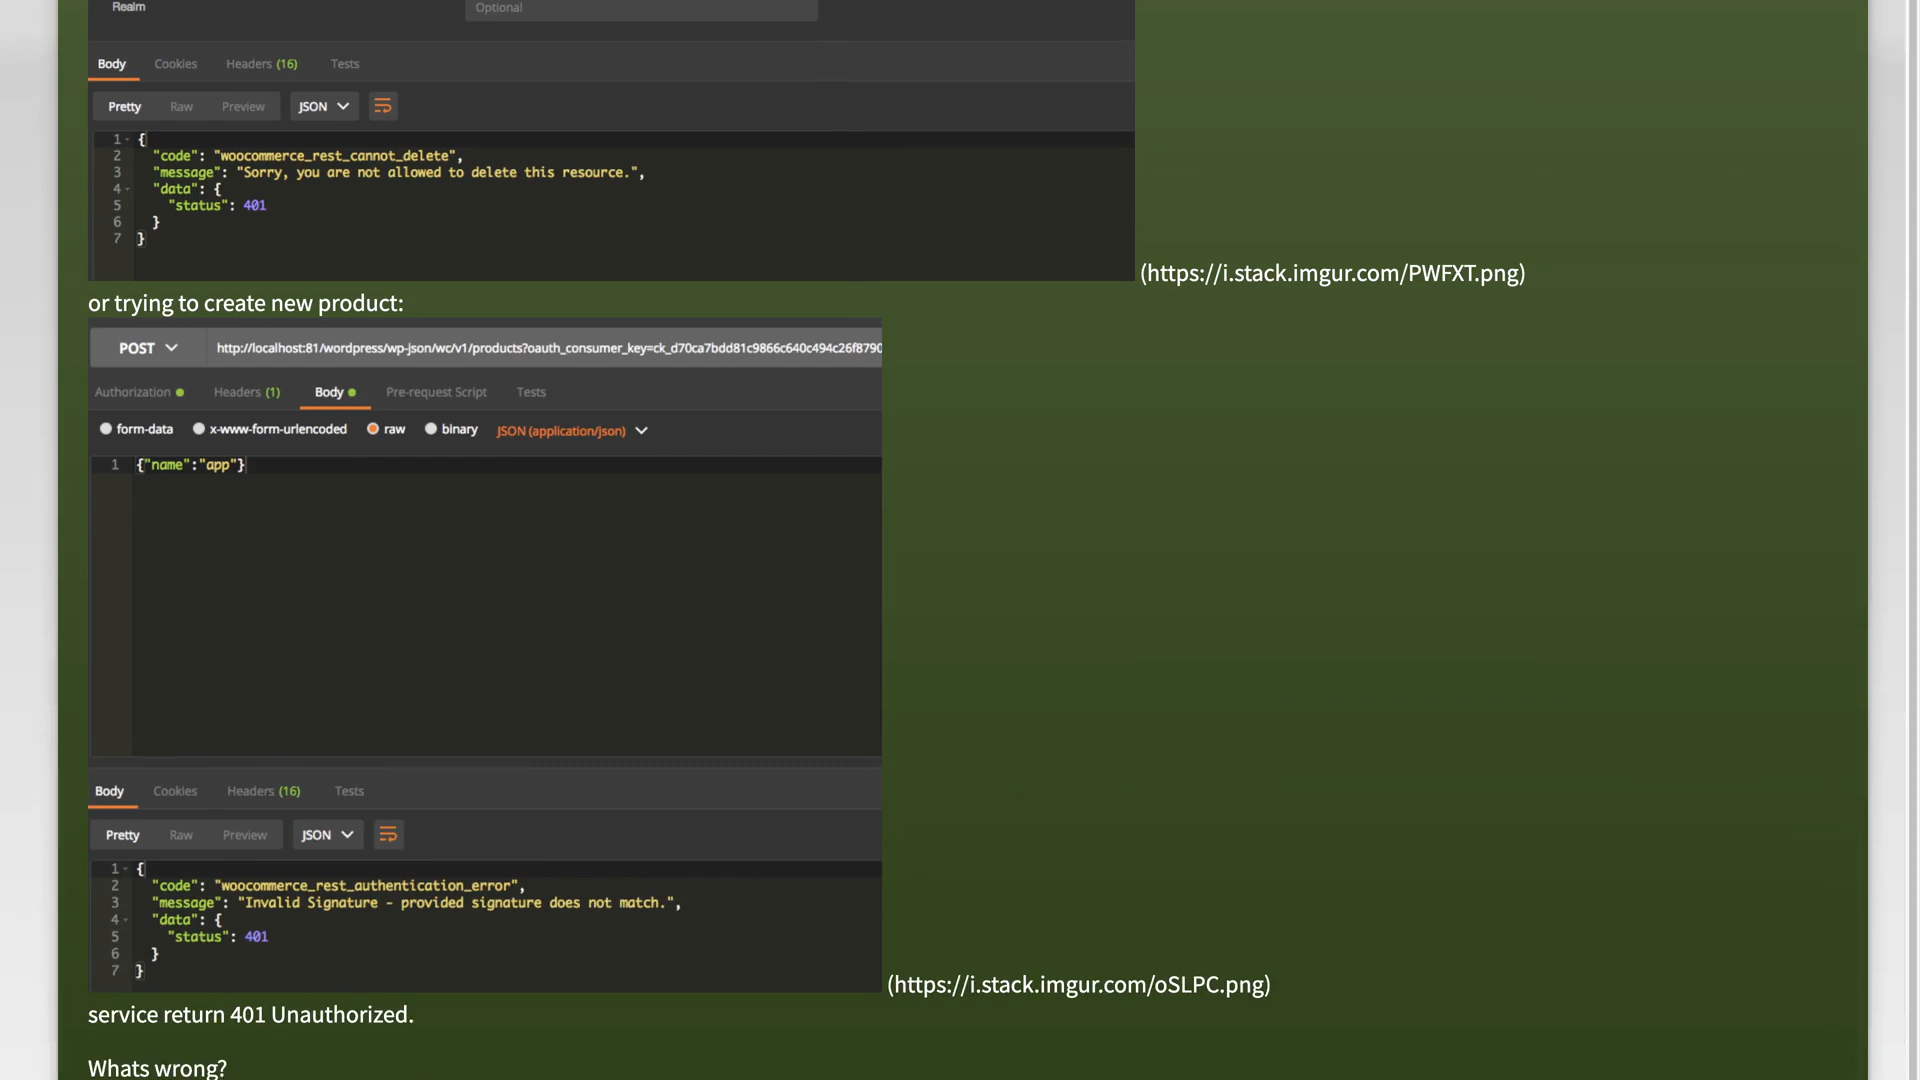 Realm Optional
Body Cookies Headers (16) Tests
Pretty Raw Preview JSON
1 {
2 "code": "woocommerce_rest_cannot_delete",
3 "message": "Sorry, you are not allowed to delete this resource.",
4 "data": {
5 "status": 401
6 }
7 }
(https://i.stack.imgur.com/PWFXT.png)
or trying to create new product:
POST http://localhost:81/wordpress/wp-json/wc/v1/products?oauth_consumer_key=ck_d70ca7bdd81c9866c640c494c26f8790
Authorization Headers (1) Body Pre-request Script Tests
form-data x-www-form-urlencoded raw binary JSON (application/json)
1 {"name":"app"}
Body Cookies Headers (16) Tests
Pretty Raw Preview JSON
1 {
2 "code": "woocommerce_rest_authentication_error",
3 "message": "Invalid Signature - provided signature does not match.",
4 "data": {
5 "status": 401
6 }
7 }
(https://i.stack.imgur.com/oSLPC.png)
service return 401 Unauthorized.
Whats wrong?